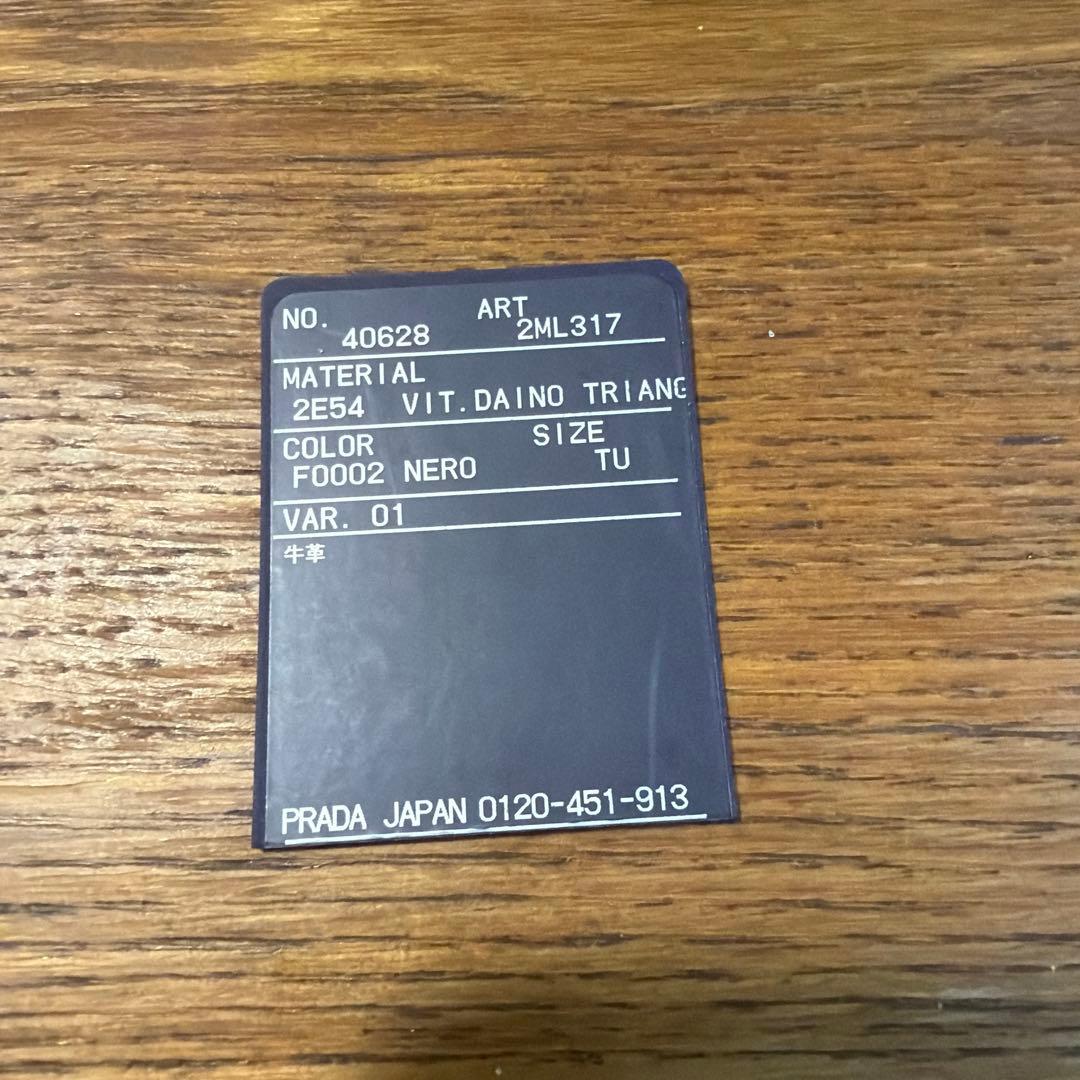 NO. ART
40628 2ML317
MATERIAL
2E54 VIT.DAINO TRIANG
COLOR SIZE
F0002 NERO TU
VAR. 01
牛革
PRADA JAPAN 0120-451-913